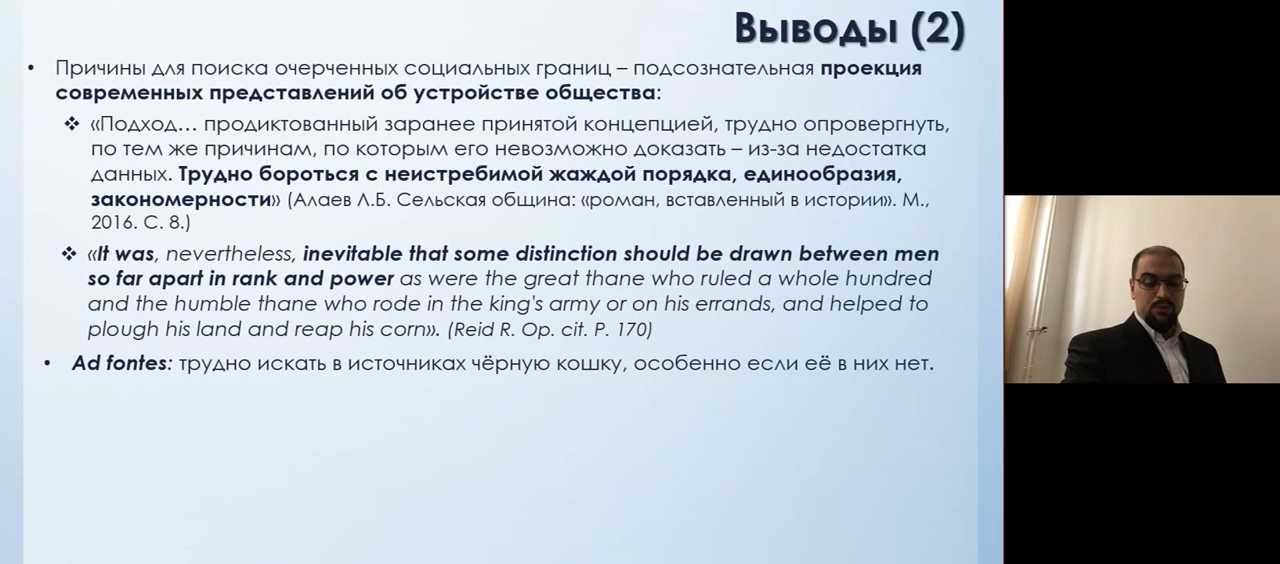 Выводы (2)
• Причины для поиска очерченных социальных границ – подсознательная проекция
современных представлений об устройстве общества:
❖ «Подход… продиктованный заранее принятой концепцией, трудно опровергнуть,
по тем же причинам, по которым его невозможно доказать – из-за недостатка
данных. Трудно бороться с неистребимой жаждой порядка, единообразия,
закономерности» (Алаев Л.Б. Сельская община: «роман, вставленный в истории». М.,
2016. С. 8.)
❖ «It was, nevertheless, inevitable that some distinction should be drawn between men
so far apart in rank and power as were the great thane who ruled a whole hundred
and the humble thane who rode in the king's army or on his errands, and helped to
plough his land and reap his corn». (Reid R. Op. cit. P. 170)
• Ad fontes: трудно искать в источниках чёрную кошку, особенно если её в них нет.